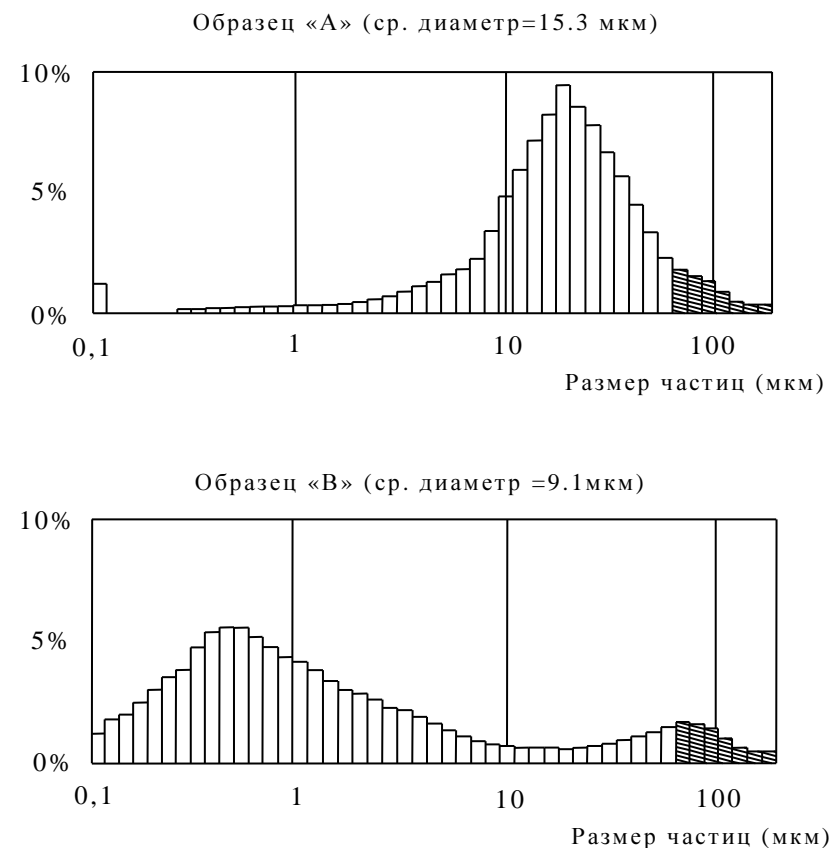 Образец «А» (ср. диаметр=15.3 мкм)
10%
5%
0%
0,1 1 10 100
Размер частиц (мкм)
Образец «В» (ср. диаметр =9.1мкм)
10%
5%
0%
0,1 1 10 100
Размер частиц (мкм)